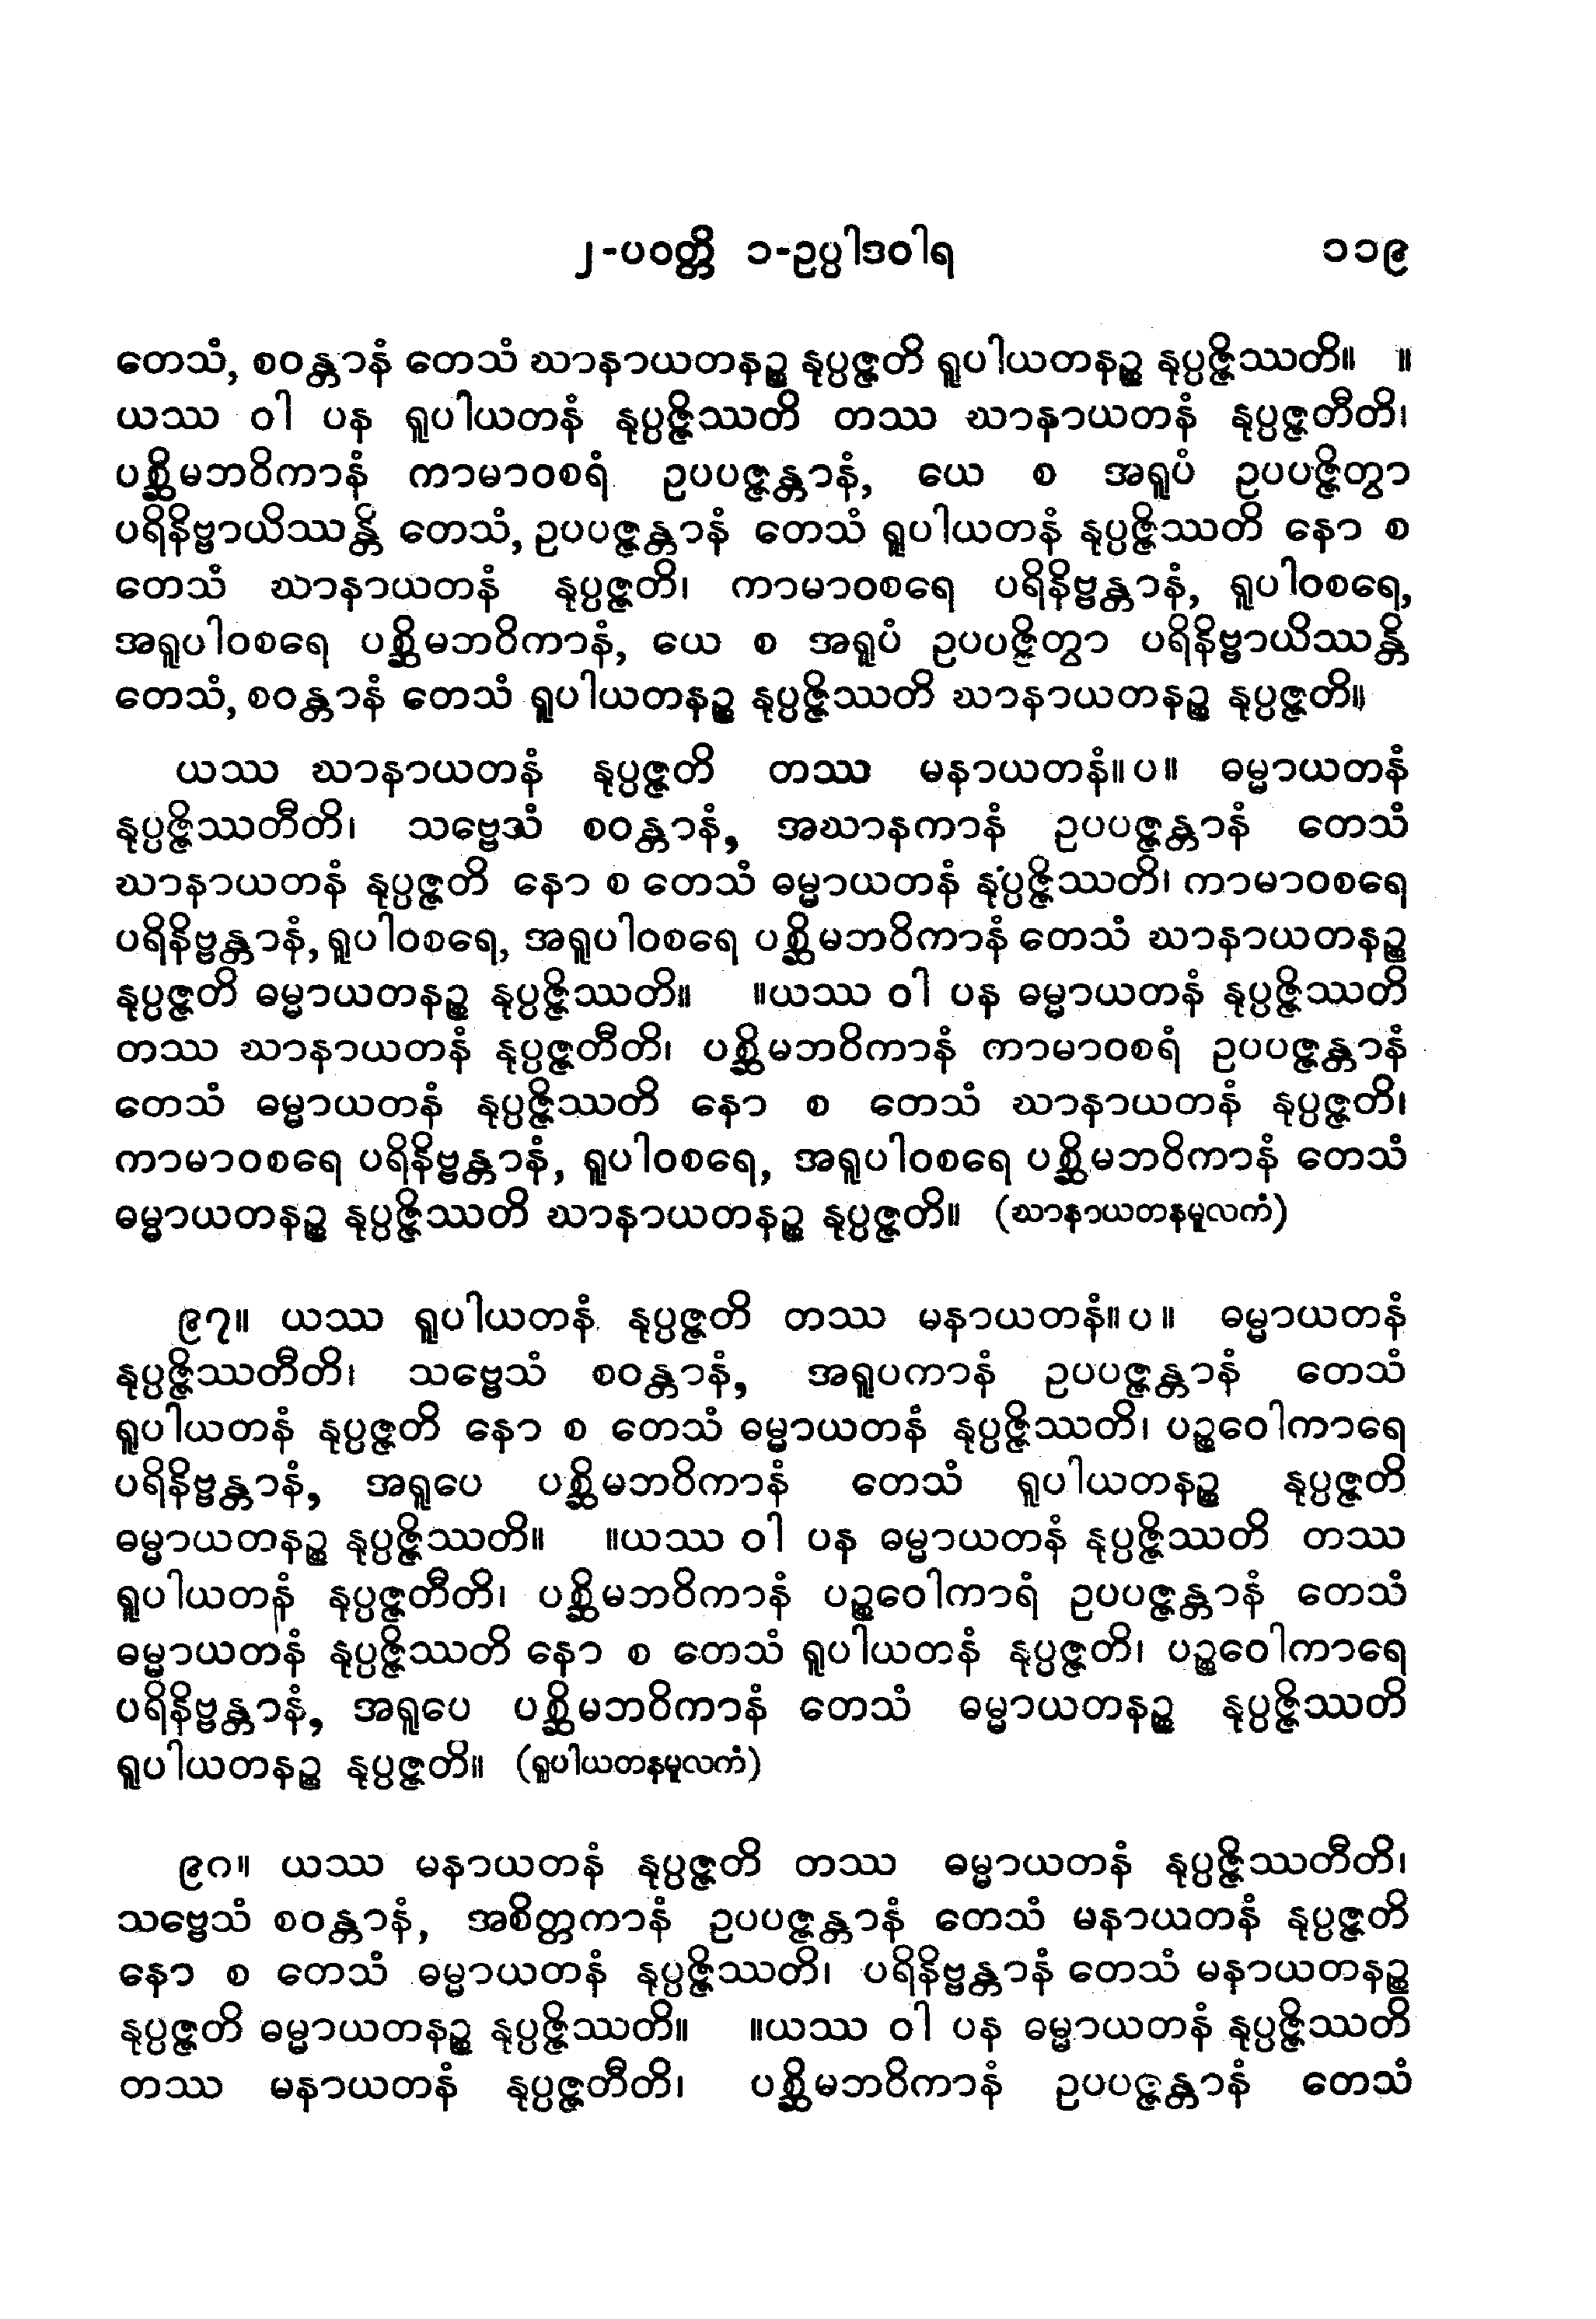 ၂-ပဝတ္တိ ၁-ဥပ္ပါဒဝါရ ၁၁၉
တေသံ, စဝန္တာနံ တေသံ ဃာနာယတနဉ္စ နုပ္ပဇ္ဇတိ ရူပါယတနဉ္စ နုပ္ပဇ္ဇိဿတိ။ ။
ယဿ ဝါ ပန ရူပါယတနံ နုပ္ပဇ္ဇိဿတိ တဿ ဃာနာယတနံ နုပ္ပဇ္ဇတီတိ၊
ပစ္ဆိမဘဝိကာနံ ကာမာဝစရံ ဥပပဇ္ဇန္တာနံ, ယေ စ အရူပံ ဥပပဇ္ဇိတွာ
ပရိနိဗ္ဗာယိဿန္တိ တေသံ, ဥပပဇ္ဇန္တာနံ တေသံ ရူပါယတနံ နုပ္ပဇ္ဇိဿတိ နော စ
တေသံ ဃာနာယတနံ နုပ္ပဇ္ဇတိ၊ ကာမာဝစရေ ပရိနိဗ္ဗန္တာနံ, ရူပါဝစရေ,
အရူပါဝစရေ ပစ္ဆိမဘဝိကာနံ, ယေ စ အရူပံ ဥပပဇ္ဇိတွာ ပရိနိဗ္ဗာယိဿန္တိ
တေသံ, စဝန္တာနံ တေသံ ရူပါယတနဉ္စ နုပ္ပဇ္ဇိဿတိ ဃာနာယတနဉ္စ နုပ္ပဇ္ဇတိ။
ယဿ ဃာနာယတနံ နုပ္ပဇ္ဇတိ တဿ မနာယတနံ။ပ။ ဓမ္မာယတနံ
နုပ္ပဇ္ဇိဿတီတိ၊ သဗ္ဗေသံ စဝန္တာနံ, အဃာနကာနံ ဥပပဇ္ဇန္တာနံ တေသံ
ဃာနာယတနံ နုပ္ပဇ္ဇတိ နော စ တေသံ ဓမ္မာယတနံ နုပ္ပဇ္ဇိဿတိ၊ ကာမာဝစရေ
ပရိနိဗ္ဗန္တာနံ, ရူပါဝစရေ, အရူပါဝစရေ ပစ္ဆိမဘဝိကာနံ တေသံ ဃာနာယတနဉ္စ
နုပ္ပဇ္ဇတိ ဓမ္မာယတနဉ္စ နုပ္ပဇ္ဇိဿတိ။ ။ယဿ ဝါ ပန ဓမ္မာယတနံ နုပ္ပဇ္ဇိဿတိ
တဿ ဃာနာယတနံ နုပ္ပဇ္ဇတီတိ၊ ပစ္ဆိမဘဝိကာနံ ကာမာဝစရံ ဥပပဇ္ဇန္တာနံ
တေသံ ဓမ္မာယတနံ နုပ္ပဇ္ဇိဿတိ နော စ တေသံ ဃာနာယတနံ နုပ္ပဇ္ဇတိ၊
ကာမာဝစရေ ပရိနိဗ္ဗန္တာနံ, ရူပါဝစရေ, အရူပါဝစရေ ပစ္ဆိမဘဝိကာနံ တေသံ
ဓမ္မာယတနဉ္စ နုပ္ပဇ္ဇိဿတိ ဃာနာယတနဉ္စ နုပ္ပဇ္ဇတိ။ (ဃာနာယတနမူလကံ)
၉၇။ ယဿ ရူပါယတနံ နုပ္ပဇ္ဇတိ တဿ မနာယတနံ။ပ။ ဓမ္မာယတနံ
နုပ္ပဇ္ဇိဿတီတိ၊ သဗ္ဗေသံ စဝန္တာနံ, အရူပကာနံ ဥပပဇ္ဇန္တာနံ တေသံ
ရူပါယတနံ နုပ္ပဇ္ဇတိ နော စ တေသံ ဓမ္မာယတနံ နုပ္ပဇ္ဇိဿတိ၊ ပဉ္စဝေါကာရေ
ပရိနိဗ္ဗန္တာနံ, အရူပေ ပစ္ဆိမဘဝိကာနံ တေသံ ရူပါယတနဉ္စ နုပ္ပဇ္ဇတိ
ဓမ္မာယတနဉ္စ နုပ္ပဇ္ဇိဿတိ။ ။ယဿ ဝါ ပန ဓမ္မာယတနံ နုပ္ပဇ္ဇိဿတိ တဿ
ရူပါယတနံ နုပ္ပဇ္ဇတီတိ၊ ပစ္ဆိမဘဝိကာနံ ပဉ္စဝေါကာရံ ဥပပဇ္ဇန္တာနံ တေသံ
ဓမ္မာယတနံ နုပ္ပဇ္ဇိဿတိ နော စ တေသံ ရူပါယတနံ နုပ္ပဇ္ဇတိ၊ ပဉ္စဝေါကာရေ
ပရိနိဗ္ဗန္တာနံ, အရူပေ ပစ္ဆိမဘဝိကာနံ တေသံ ဓမ္မာယတနဉ္စ နုပ္ပဇ္ဇိဿတိ
ရူပါယတနဉ္စ နုပ္ပဇ္ဇတိ။ (ရူပါယတနမူလကံ)
၉၈။ ယဿ မနာယတနံ နုပ္ပဇ္ဇတိ တဿ ဓမ္မာယတနံ နုပ္ပဇ္ဇိဿတီတိ၊
သဗ္ဗေသံ စဝန္တာနံ, အစိတ္တကာနံ ဥပပဇ္ဇန္တာနံ တေသံ မနာယတနံ နုပ္ပဇ္ဇတိ
နော စ တေသံ ဓမ္မာယတနံ နုပ္ပဇ္ဇိဿတိ၊ ပရိနိဗ္ဗန္တာနံ တေသံ မနာယတနဉ္စ
နုပ္ပဇ္ဇတိ ဓမ္မာယတနဉ္စ နုပ္ပဇ္ဇိဿတိ။ ။ယဿ ဝါ ပန ဓမ္မာယတနံ နုပ္ပဇ္ဇိဿတိ
တဿ မနာယတနံ နုပ္ပဇ္ဇတီတိ၊ ပစ္ဆိမဘဝိကာနံ ဥပပဇ္ဇန္တာနံ တေသံ